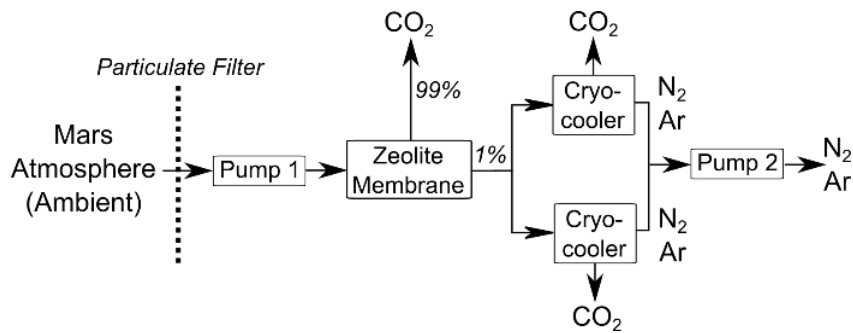 Particulate Filter
Mars
Atmosphere
(Ambient)
Pump 1
CO₂
99%
Zeolite
Membrane
1%
CO₂
Cryo-
cooler
N₂
Ar
Cryo-
cooler
N₂
Ar
CO₂
Pump 2
N₂
Ar